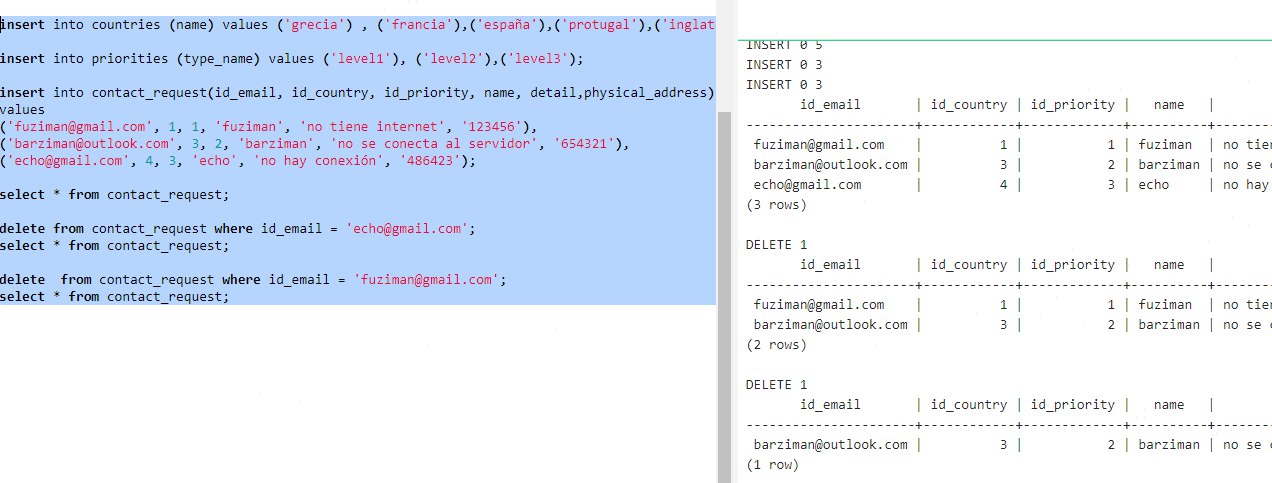 insert into countries (name) values ('grecia') , ('francia'),('españa'),('protugal'),('inglat
insert into priorities (type_name) values ('level1'), ('level2'),('level3');
insert into contact_request(id_email, id_country, id_priority, name, detail,physical_address)
values
('fuziman@gmail.com', 1, 1, 'fuziman', 'no tiene internet', '123456'),
('barziman@outlook.com', 3, 2, 'barziman', 'no se conecta al servidor', '654321'),
('echo@gmail.com', 4, 3, 'echo', 'no hay conexión', '486423');
select * from contact_request;
delete from contact_request where id_email = 'echo@gmail.com';
select * from contact_request;
delete  from contact_request where id_email = 'fuziman@gmail.com';
select * from contact_request;
INSERT 0 5
INSERT 0 3
INSERT 0 3
id_email | id_country | id_priority | name |
----------------------+------------+-------------+----------+-------
fuziman@gmail.com | 1 | 1 | fuziman | no tien
barziman@outlook.com | 3 | 2 | barziman | no se
echo@gmail.com | 4 | 3 | echo | no hay
(3 rows)
DELETE 1
id_email | id_country | id_priority | name |
----------------------+------------+-------------+----------+-------
fuziman@gmail.com | 1 | 1 | fuziman | no tien
barziman@outlook.com | 3 | 2 | barziman | no se
(2 rows)
DELETE 1
id_email | id_country | id_priority | name |
----------------------+------------+-------------+----------+-------
barziman@outlook.com | 3 | 2 | barziman | no se
(1 row)